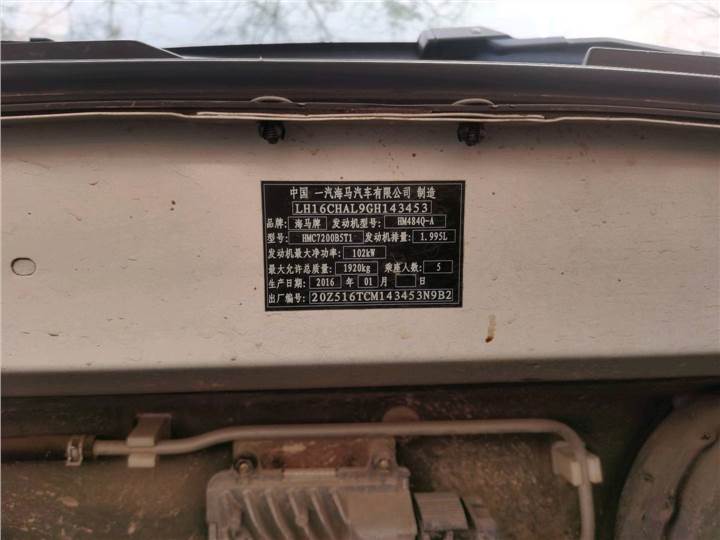 中国 一汽海马汽车有限公司 制造
LH16CHAL9GH143453
品牌: 海马牌 发动机型号: HM484Q-A
型号: HMC7200B5T1 发动机排量: 1.995L
发动机最大净功率: 102kW
最大允许总质量: 1920kg 乘座人数: 5
生产日期: 2016 年 01 月 日
出厂编号: 20Z516TCM143453N9B2